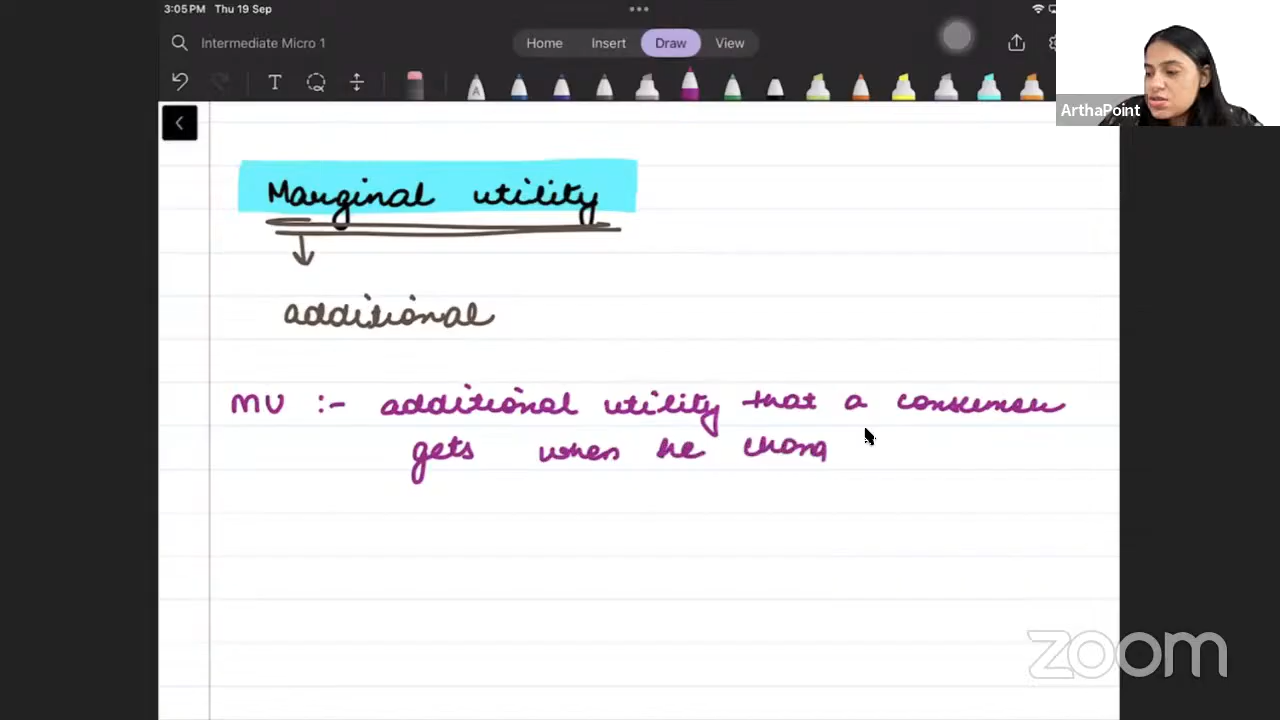 3:05 PM Thu 19 Sep
Intermediate Micro 1
Home Insert Draw View
T
A
ArthaPoint
Marginal utility
additional
MU :- additional utility that a consumer
gets when he chang
zoom